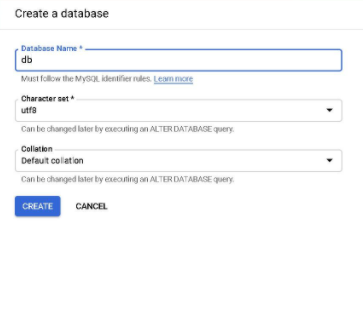 Create a database
Database Name *
db
Must follow the MySQL identifier rules. Learn more
Character set *
utf8
Can be changed later by executing an ALTER DATABASE query.
Collation
Default collation
Can be changed later by executing an ALTER DATABASE query.
CREATE CANCEL